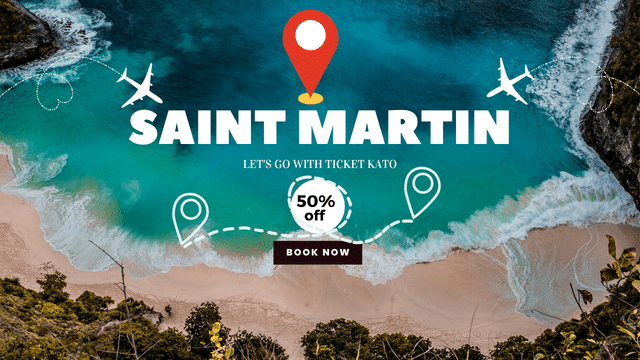 SAINT MARTIN
LET'S GO WITH TICKET KATO
50%
off
BOOK NOW